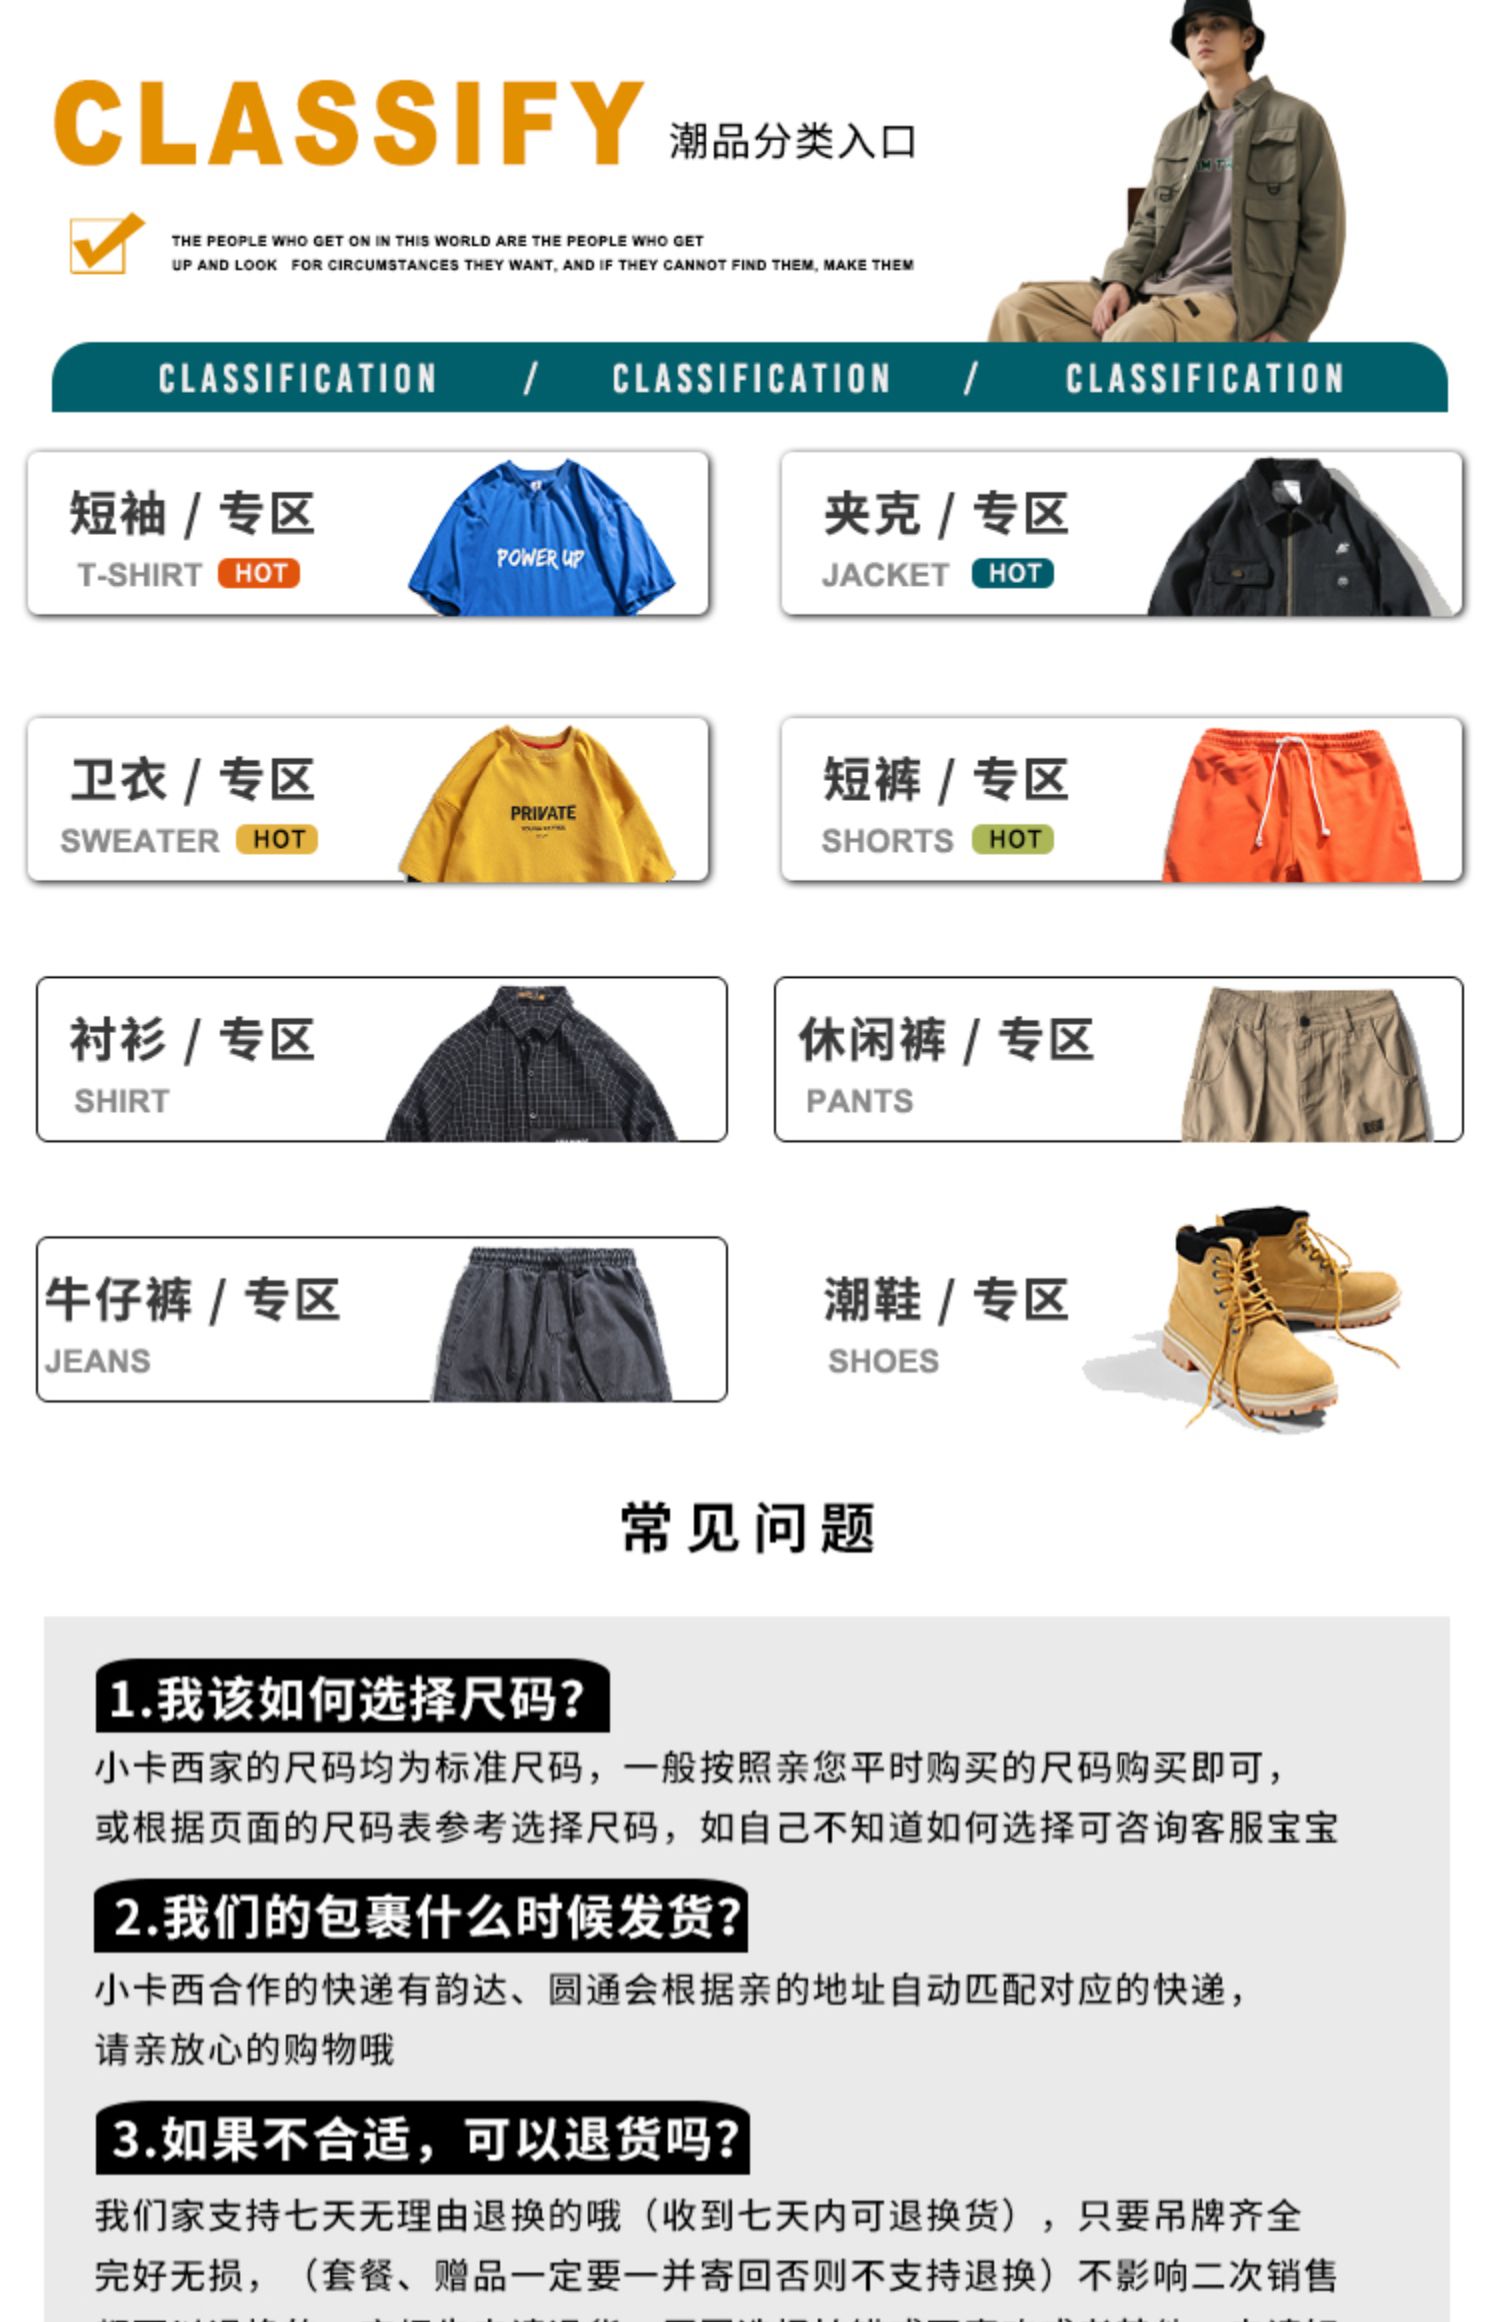 CLASSIFY 潮品分类入口
THE PEOPLE WHO GET ON IN THIS WORLD ARE THE PEOPLE WHO GET
UP AND LOOK FOR CIRCUMSTANCES THEY WANT, AND IF THEY CANNOT FIND THEM, MAKE THEM
CLASSIFICATION / CLASSIFICATION / CLASSIFICATION
短袖 / 专区
T-SHIRT HOT
POWER UP
夹克 / 专区
JACKET HOT
卫衣 / 专区
SWEATER HOT
PRIVATE
短裤 / 专区
SHORTS HOT
衬衫 / 专区
SHIRT
休闲裤 / 专区
PANTS
牛仔裤 / 专区
JEANS
潮鞋 / 专区
SHOES
常见问题
1.我该如何选择尺码？
小卡西家的尺码均为标准尺码，一般按照亲您平时购买的尺码购买即可，
或根据页面的尺码表参考选择尺码，如自己不知道如何选择可咨询客服宝宝
2.我们的包裹什么时候发货？
小卡西合作的快递有韵达、圆通会根据亲的地址自动匹配对应的快递，
请亲放心的购物哦
3.如果不合适，可以退货吗？
我们家支持七天无理由退换的哦（收到七天内可退换货），只要吊牌齐全
完好无损，（套餐、赠品一定要一并寄回否则不支持退换）不影响二次销售